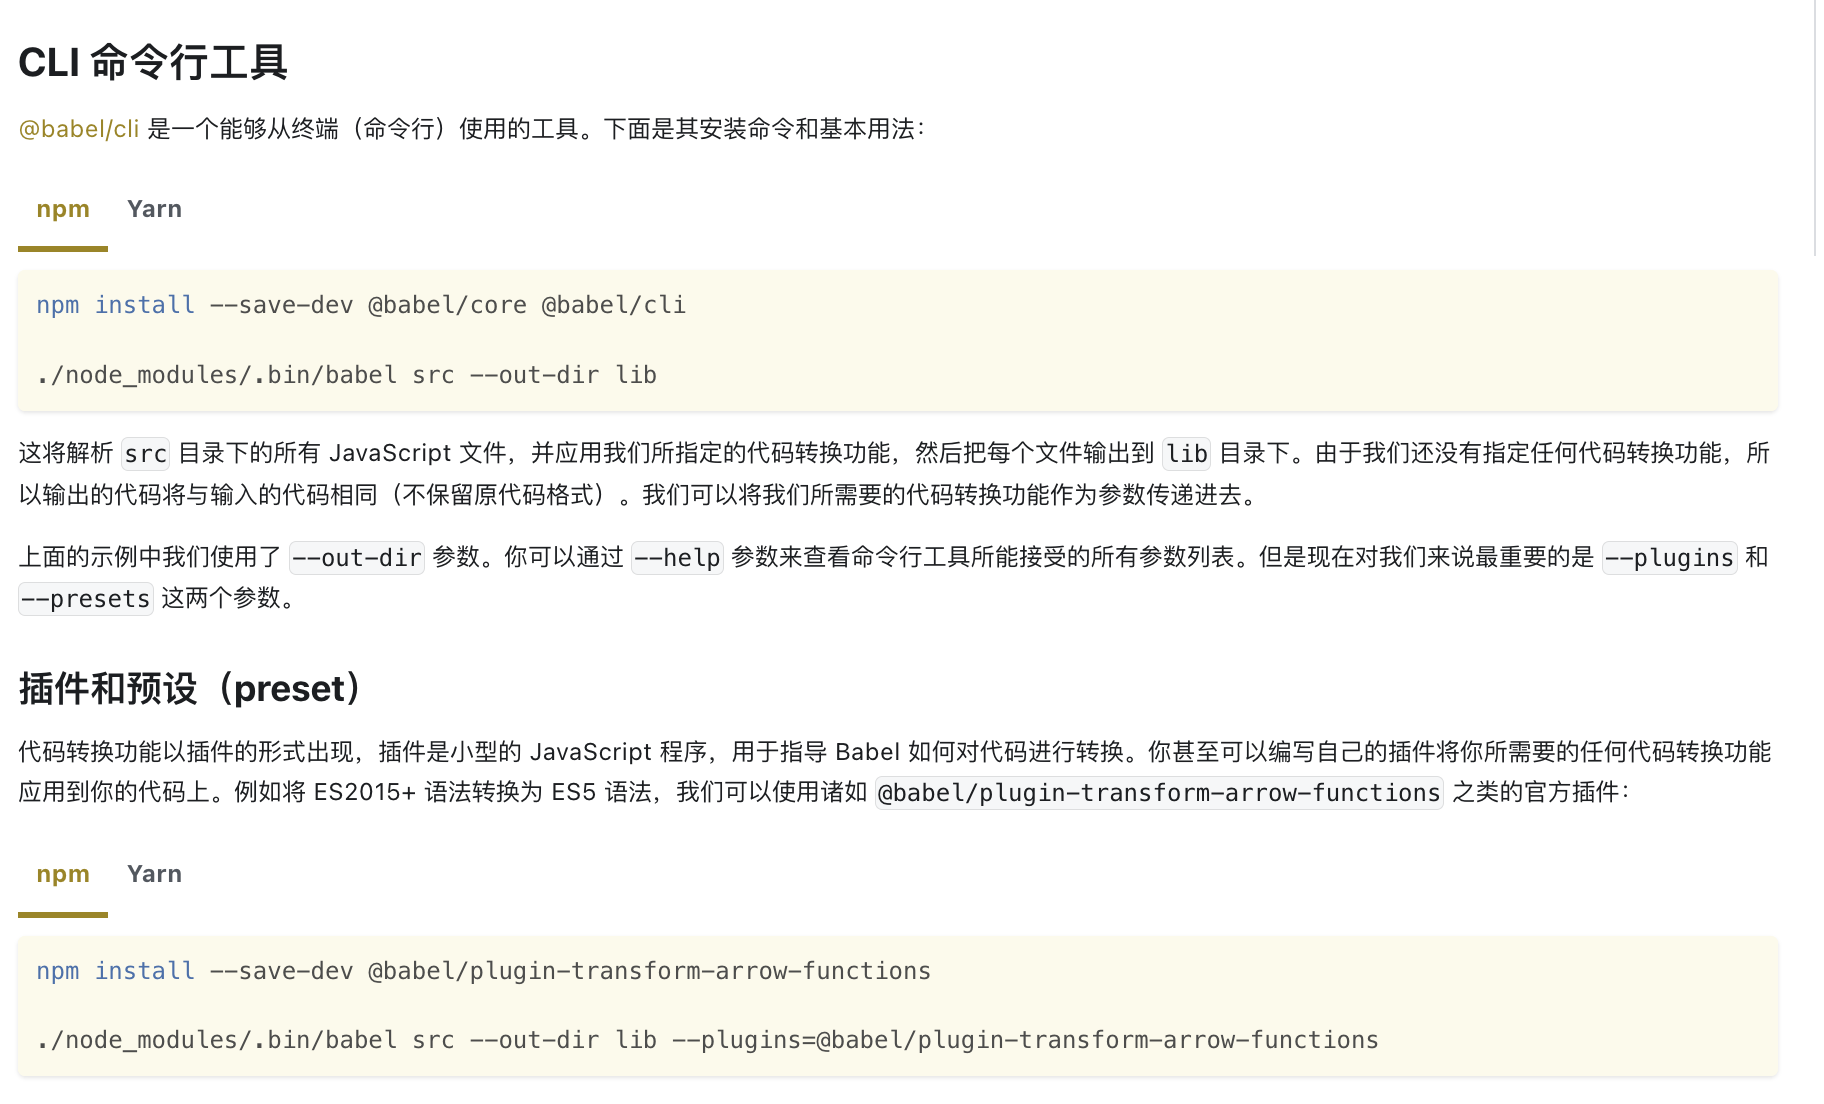 CLI 命令行工具
@babel/cli 是一个能够从终端（命令行）使用的工具。下面是其安装命令和基本用法：
npm Yarn
npm install --save-dev @babel/core @babel/cli
./node_modules/.bin/babel src --out-dir lib
这将解析 src 目录下的所有 JavaScript 文件，并应用我们所指定的代码转换功能，然后把每个文件输出到 lib 目录下。由于我们还没有指定任何代码转换功能，所
以输出的代码将与输入的代码相同（不保留原代码格式）。我们可以将我们所需要的代码转换功能作为参数传递进去。
上面的示例中我们使用了 --out-dir 参数。你可以通过 --help 参数来查看命令行工具所能接受的所有参数列表。但是现在对我们来说最重要的是 --plugins 和
--presets 这两个参数。
插件和预设（preset）
代码转换功能以插件的形式出现，插件是小型的 JavaScript 程序，用于指导 Babel 如何对代码进行转换。你甚至可以编写自己的插件将你所需要的任何代码转换功能
应用到你的代码上。例如将 ES2015+ 语法转换为 ES5 语法，我们可以使用诸如 @babel/plugin-transform-arrow-functions 之类的官方插件：
npm Yarn
npm install --save-dev @babel/plugin-transform-arrow-functions
./node_modules/.bin/babel src --out-dir lib --plugins=@babel/plugin-transform-arrow-functions